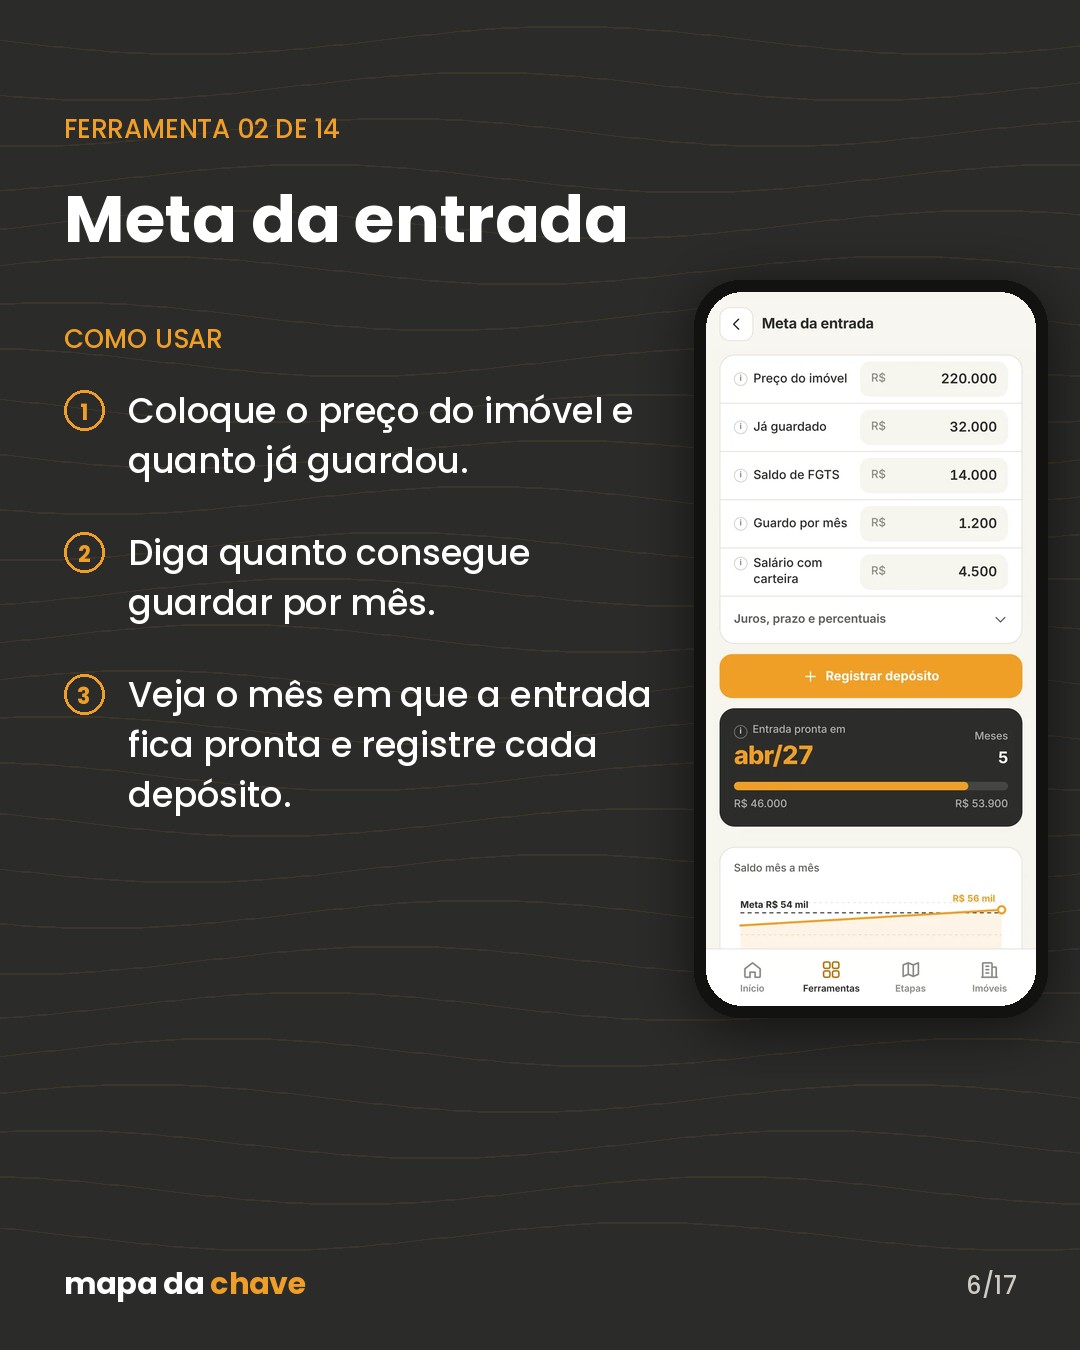 FERRAMENTA 02 DE 14
Meta da entrada
COMO USAR
1 Coloque o preço do imóvel e
quanto já guardou.
2 Diga quanto consegue
guardar por mês.
3 Veja o mês em que a entrada
fica pronta e registre cada
depósito.
Meta da entrada
Preço do imóvel R$ 220.000
Já guardado R$ 32.000
Saldo de FGTS R$ 14.000
Guardo por mês R$ 1.200
Salário com
carteira R$ 4.500
Juros, prazo e percentuais
+ Registrar depósito
Entrada pronta em Meses
abr/27 5
R$ 46.000 R$ 53.900
Saldo mês a mês
Meta R$ 54 mil R$ 56 mil
Início Ferramentas Etapas Imóveis
mapa da chave 6/17